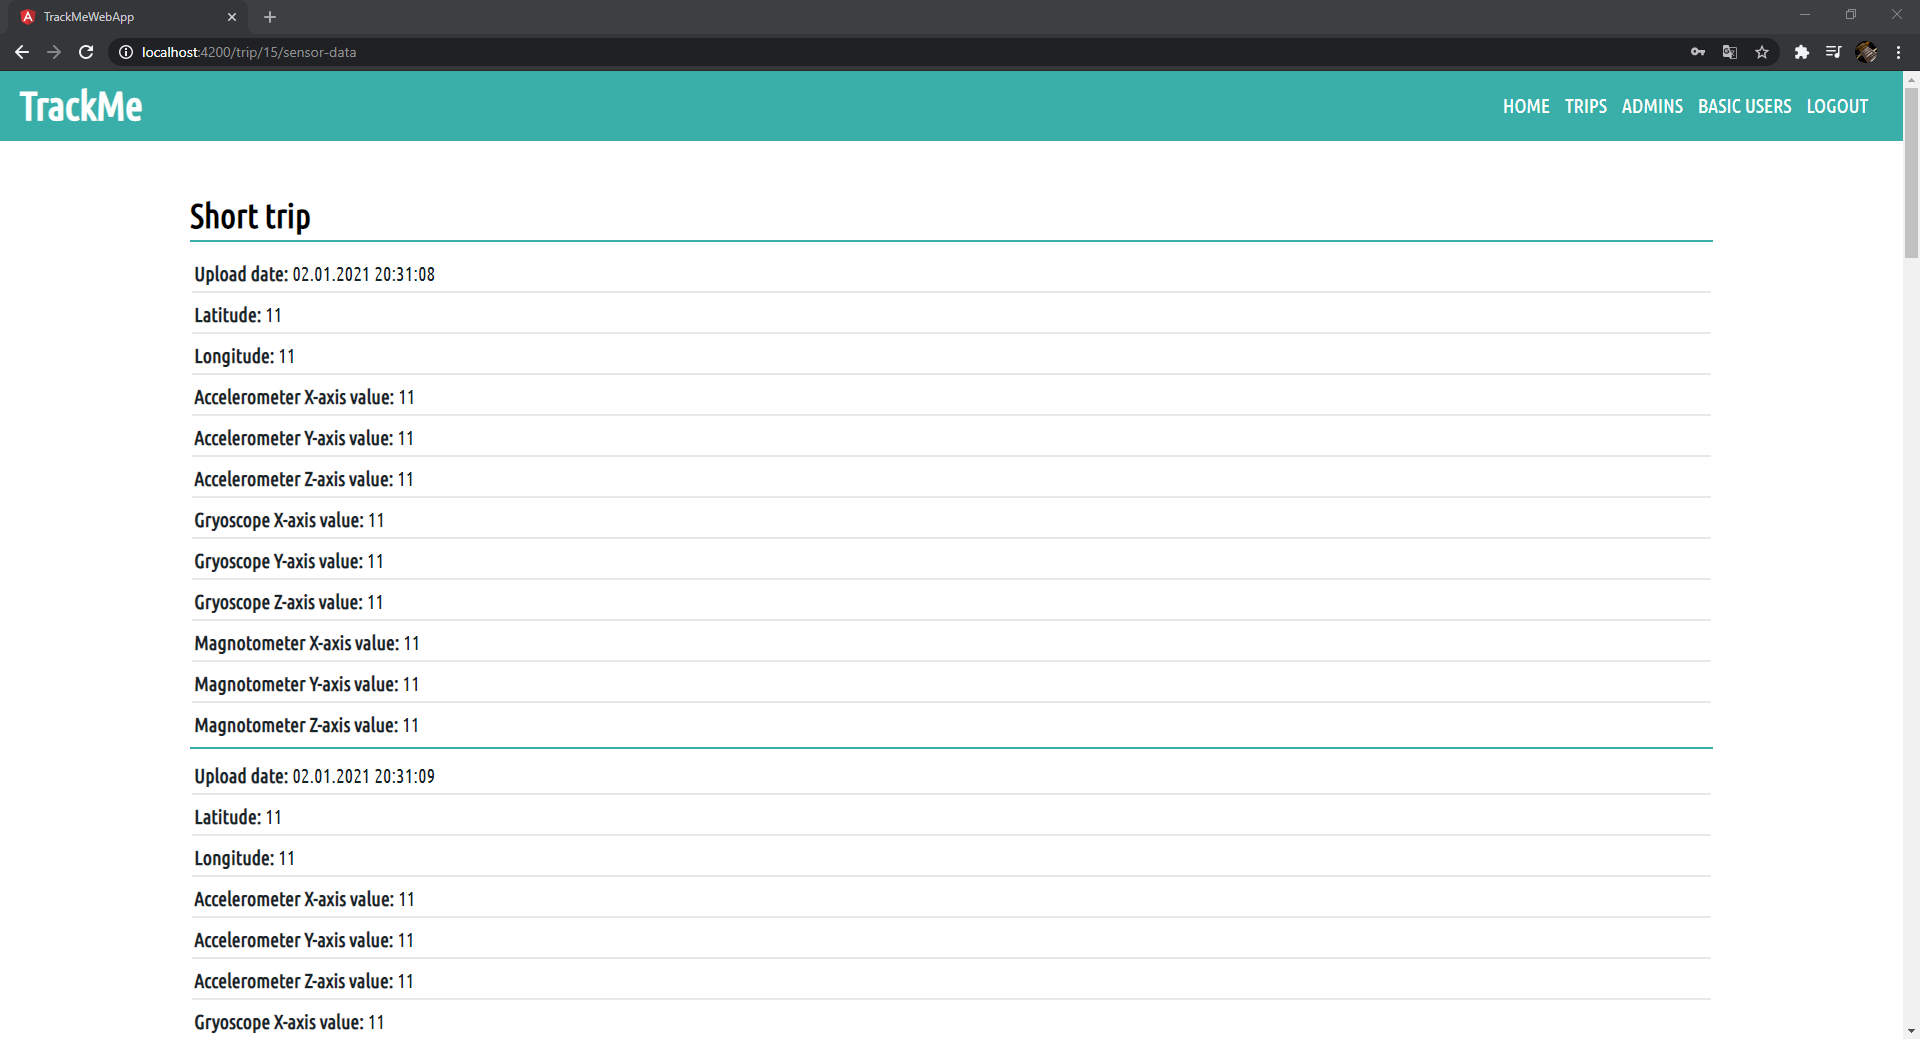 TrackMeWebApp
localhost:4200/trip/15/sensor-data
TrackMe
HOME TRIPS ADMINS BASIC USERS LOGOUT
Short trip
Upload date: 02.01.2021 20:31:08
Latitude: 11
Longitude: 11
Accelerometer X-axis value: 11
Accelerometer Y-axis value: 11
Accelerometer Z-axis value: 11
Gryoscope X-axis value: 11
Gryoscope Y-axis value: 11
Gryoscope Z-axis value: 11
Magnotometer X-axis value: 11
Magnotometer Y-axis value: 11
Magnotometer Z-axis value: 11
Upload date: 02.01.2021 20:31:09
Latitude: 11
Longitude: 11
Accelerometer X-axis value: 11
Accelerometer Y-axis value: 11
Accelerometer Z-axis value: 11
Gryoscope X-axis value: 11